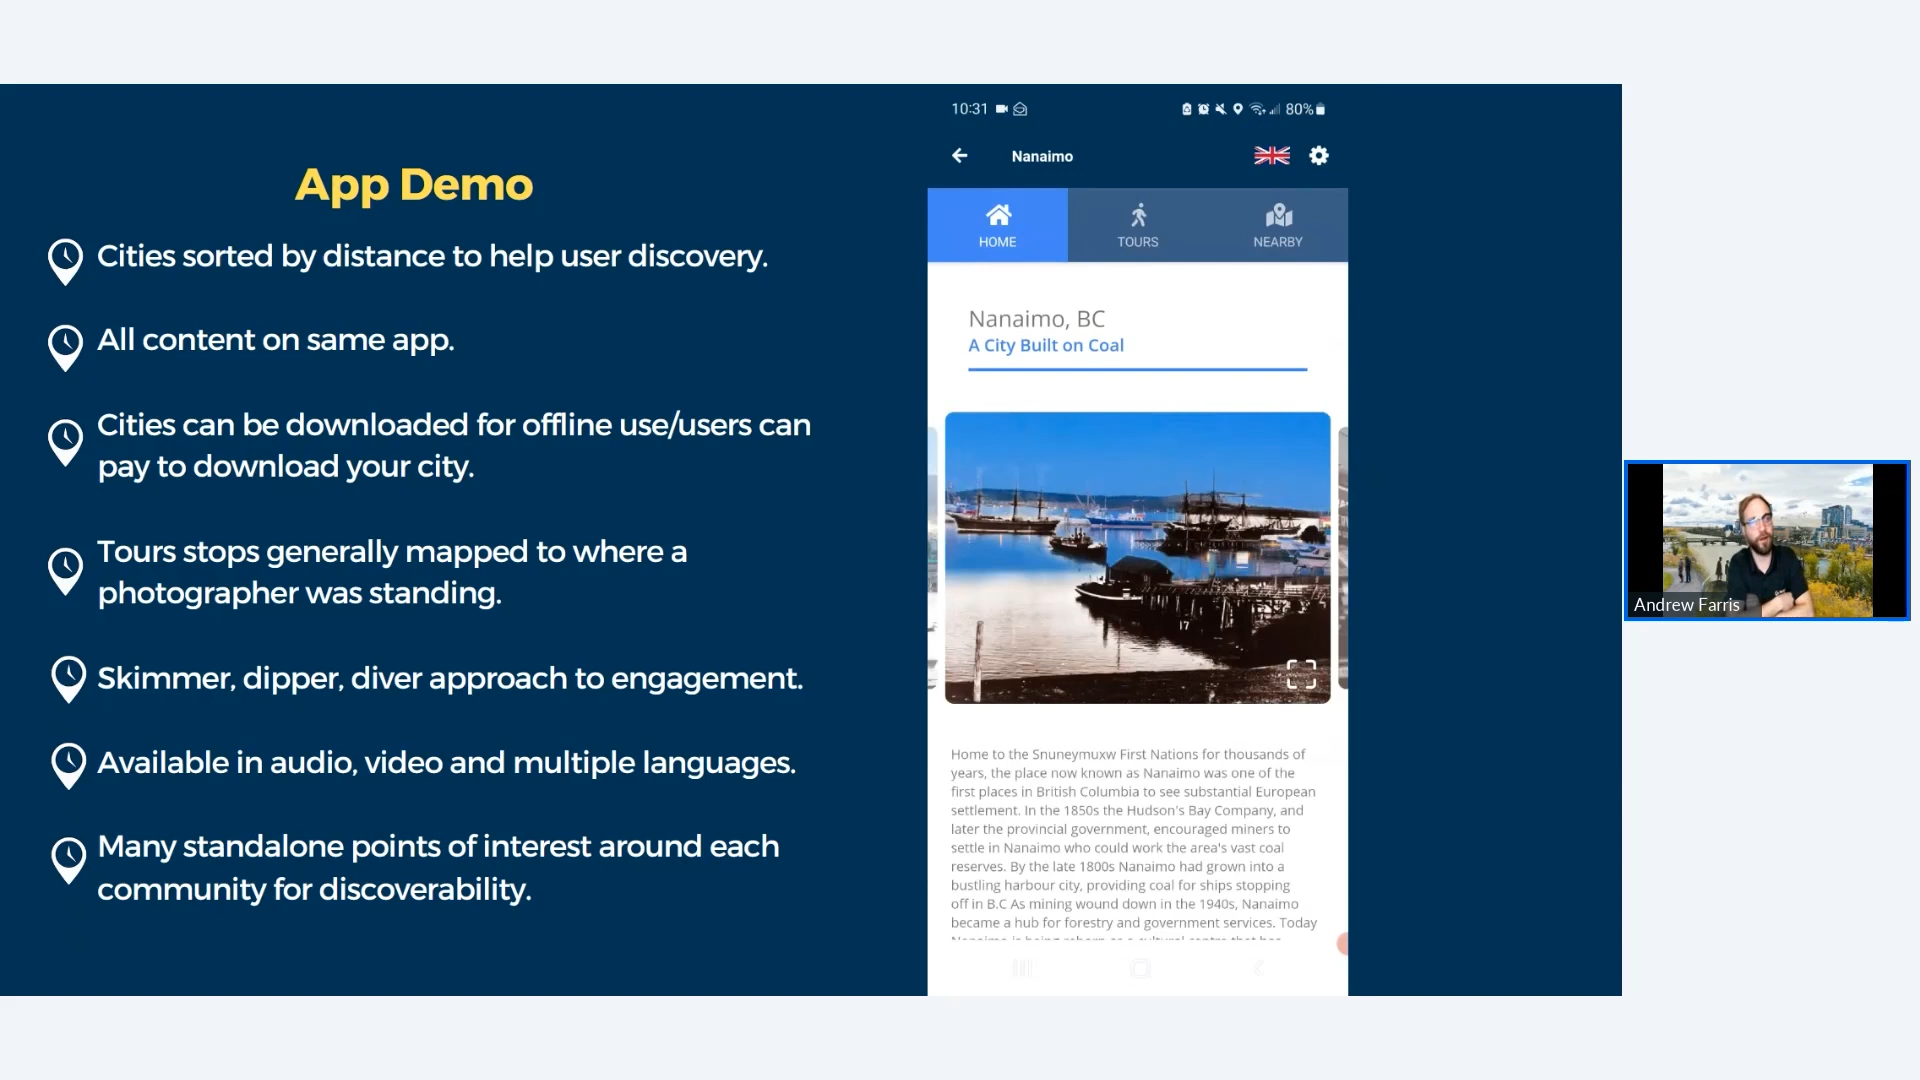 App Demo
Cities sorted by distance to help user discovery.
All content on same app.
Cities can be downloaded for offline use/users can
pay to download your city.
Tours stops generally mapped to where a
photographer was standing.
Skimmer, dipper, diver approach to engagement.
Available in audio, video and multiple languages.
Many standalone points of interest around each
community for discoverability.
10:31
80%
Nanaimo
HOME
TOURS
NEARBY
Nanaimo, BC
A City Built on Coal
17
Home to the Snuneymuxw First Nations for thousands of
years, the place now known as Nanaimo was one of the
first places in British Columbia to see substantial European
settlement. In the 1850s the Hudson's Bay Company, and
later the provincial government, encouraged miners to
settle in Nanaimo who could work the area's vast coal
reserves. By the late 1800s Nanaimo had grown into a
bustling harbour city, providing coal for ships stopping
off in B.C As mining wound down in the 1940s, Nanaimo
became a hub for forestry and government services. Today
Andrew Farris